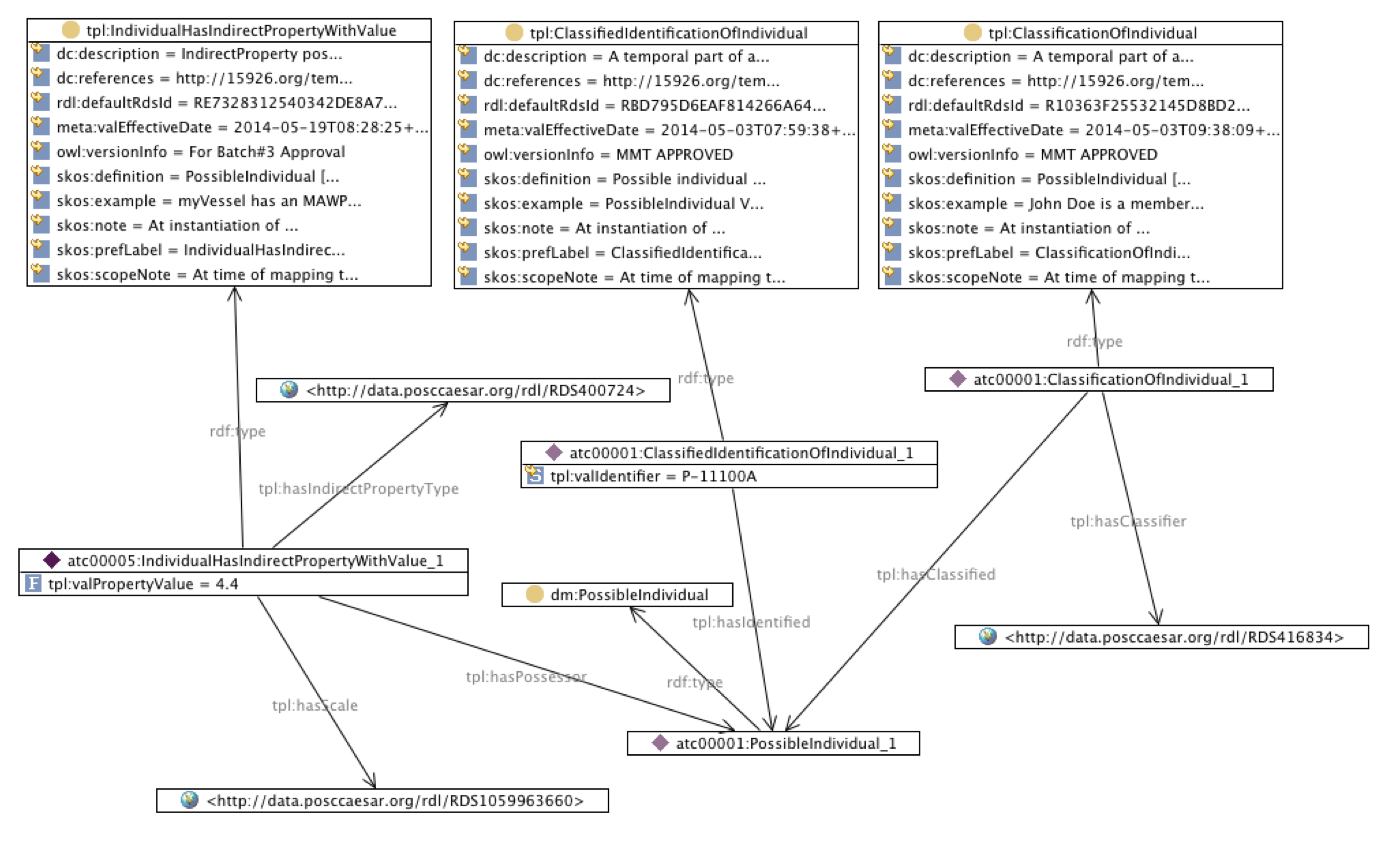 tpl:IndividualHasIndirectPropertyWithValue
dc:description = IndirectProperty pos...
dc:references = http://15926.org/tem...
rdl:defaultRdsId = RE7328312540342DE8A7...
meta:valEffectiveDate = 2014-05-19T08:28:25+...
owl:versionInfo = For Batch#3 Approval
skos:definition = PossibleIndividual [...
skos:example = myVessel has an MAWP...
skos:note = At instantiation of ...
skos:prefLabel = IndividualHasIndirec...
skos:scopeNote = At time of mapping t...
tpl:ClassifiedIdentificationOfIndividual
dc:description = A temporal part of a...
dc:references = http://15926.org/tem...
rdl:defaultRdsId = RBD795D6EAF814266A64...
meta:valEffectiveDate = 2014-05-03T07:59:38+...
owl:versionInfo = MMT APPROVED
skos:definition = Possible individual ...
skos:example = PossibleIndividual V...
skos:note = At instantiation of ...
skos:prefLabel = ClassifiedIdentifica...
skos:scopeNote = At time of mapping t...
tpl:ClassificationOfIndividual
dc:description = A temporal part of a...
dc:references = http://15926.org/tem...
rdl:defaultRdsId = R10363F25532145D8BD2...
meta:valEffectiveDate = 2014-05-03T09:38:09+...
owl:versionInfo = MMT APPROVED
skos:definition = PossibleIndividual [...
skos:example = John Doe is a member...
skos:note = At instantiation of ...
skos:prefLabel = ClassificationOfIndi...
skos:scopeNote = At time of mapping t...
rdf:type
rdf:type
atc00001:ClassificationOfIndividual_1
<http://data.posccaesar.org/rdl/RDS400724>
rdf:type
atc00001:ClassifiedIdentificationOfIndividual_1
tpl:valIdentifier = P-11100A
tpl:hasIndirectPropertyType
tpl:hasClassifier
atc00005:IndividualHasIndirectPropertyWithValue_1
F tpl:valPropertyValue = 4.4
tpl:hasClassified
dm:PossibleIndividual
tpl:hasIdentified
<http://data.posccaesar.org/rdl/RDS416834>
tpl:hasPossessor
rdf:type
tpl:hasScale
atc00001:PossibleIndividual_1
<http://data.posccaesar.org/rdl/RDS1059963660>